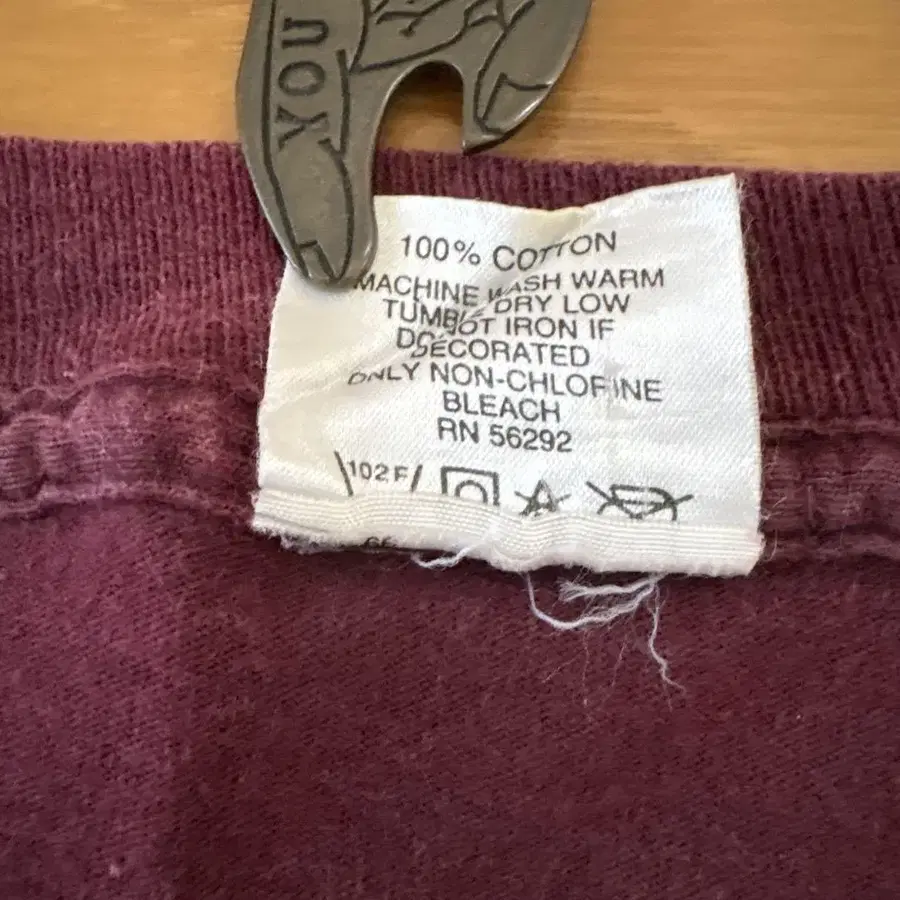 YOU
100% COTTON
MACHINE WASH WARM
TUMBLE DRY LOW
DO NOT IRON IF
DECORATED
ONLY NON-CHLORINE
BLEACH
RN 56292
102F